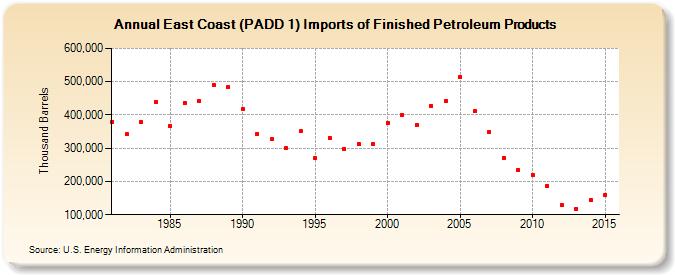 Annual East Coast (PADD 1) Imports of Finished Petroleum Products
Thousand Barrels
600,000
500,000
400,000
300,000
200,000
100,000
1985 1990 1995 2000 2005 2010 2015
Source: U.S. Energy Information Administration